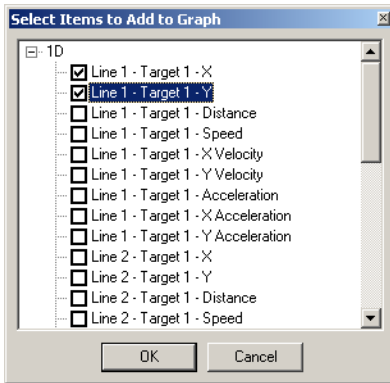 Select Items to Add to Graph
1D
Line 1 - Target 1 - X
Line 1 - Target 1 - Y
Line 1 - Target 1 - Distance
Line 1 - Target 1 - Speed
Line 1 - Target 1 - X Velocity
Line 1 - Target 1 - Y Velocity
Line 1 - Target 1 - Acceleration
Line 1 - Target 1 - X Acceleration
Line 1 - Target 1 - Y Acceleration
Line 2 - Target 1 - X
Line 2 - Target 1 - Y
Line 2 - Target 1 - Distance
Line 2 - Target 1 - Speed
OK Cancel